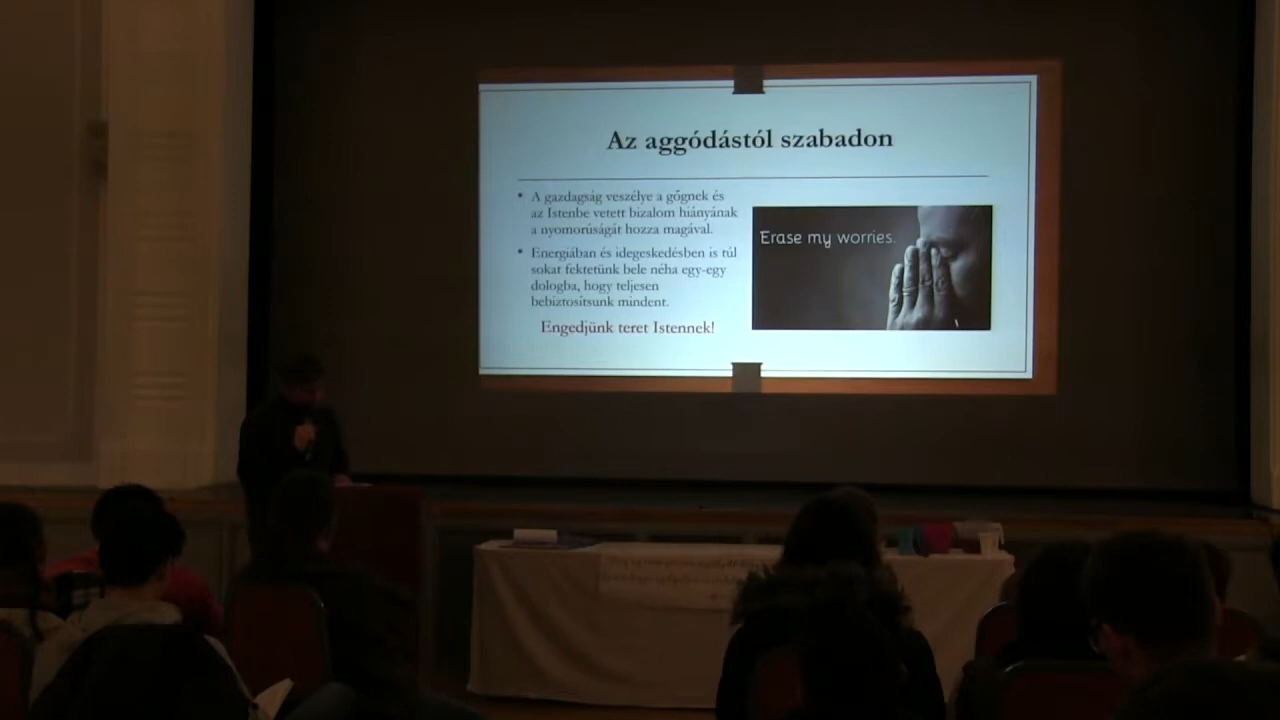 Az aggódástól szabadon
• A gazdagság veszélye a gőgnek és
az Istenbe vetett bizalom hiányának
a nyomorúságát hozza magával.
• Energiában és idegeskedésben is túl
sokat fektetünk bele néha egy-egy
dologba, hogy teljesen
bebiztosítsunk mindent.
Engedjünk teret Istennek!
Erase my worries.